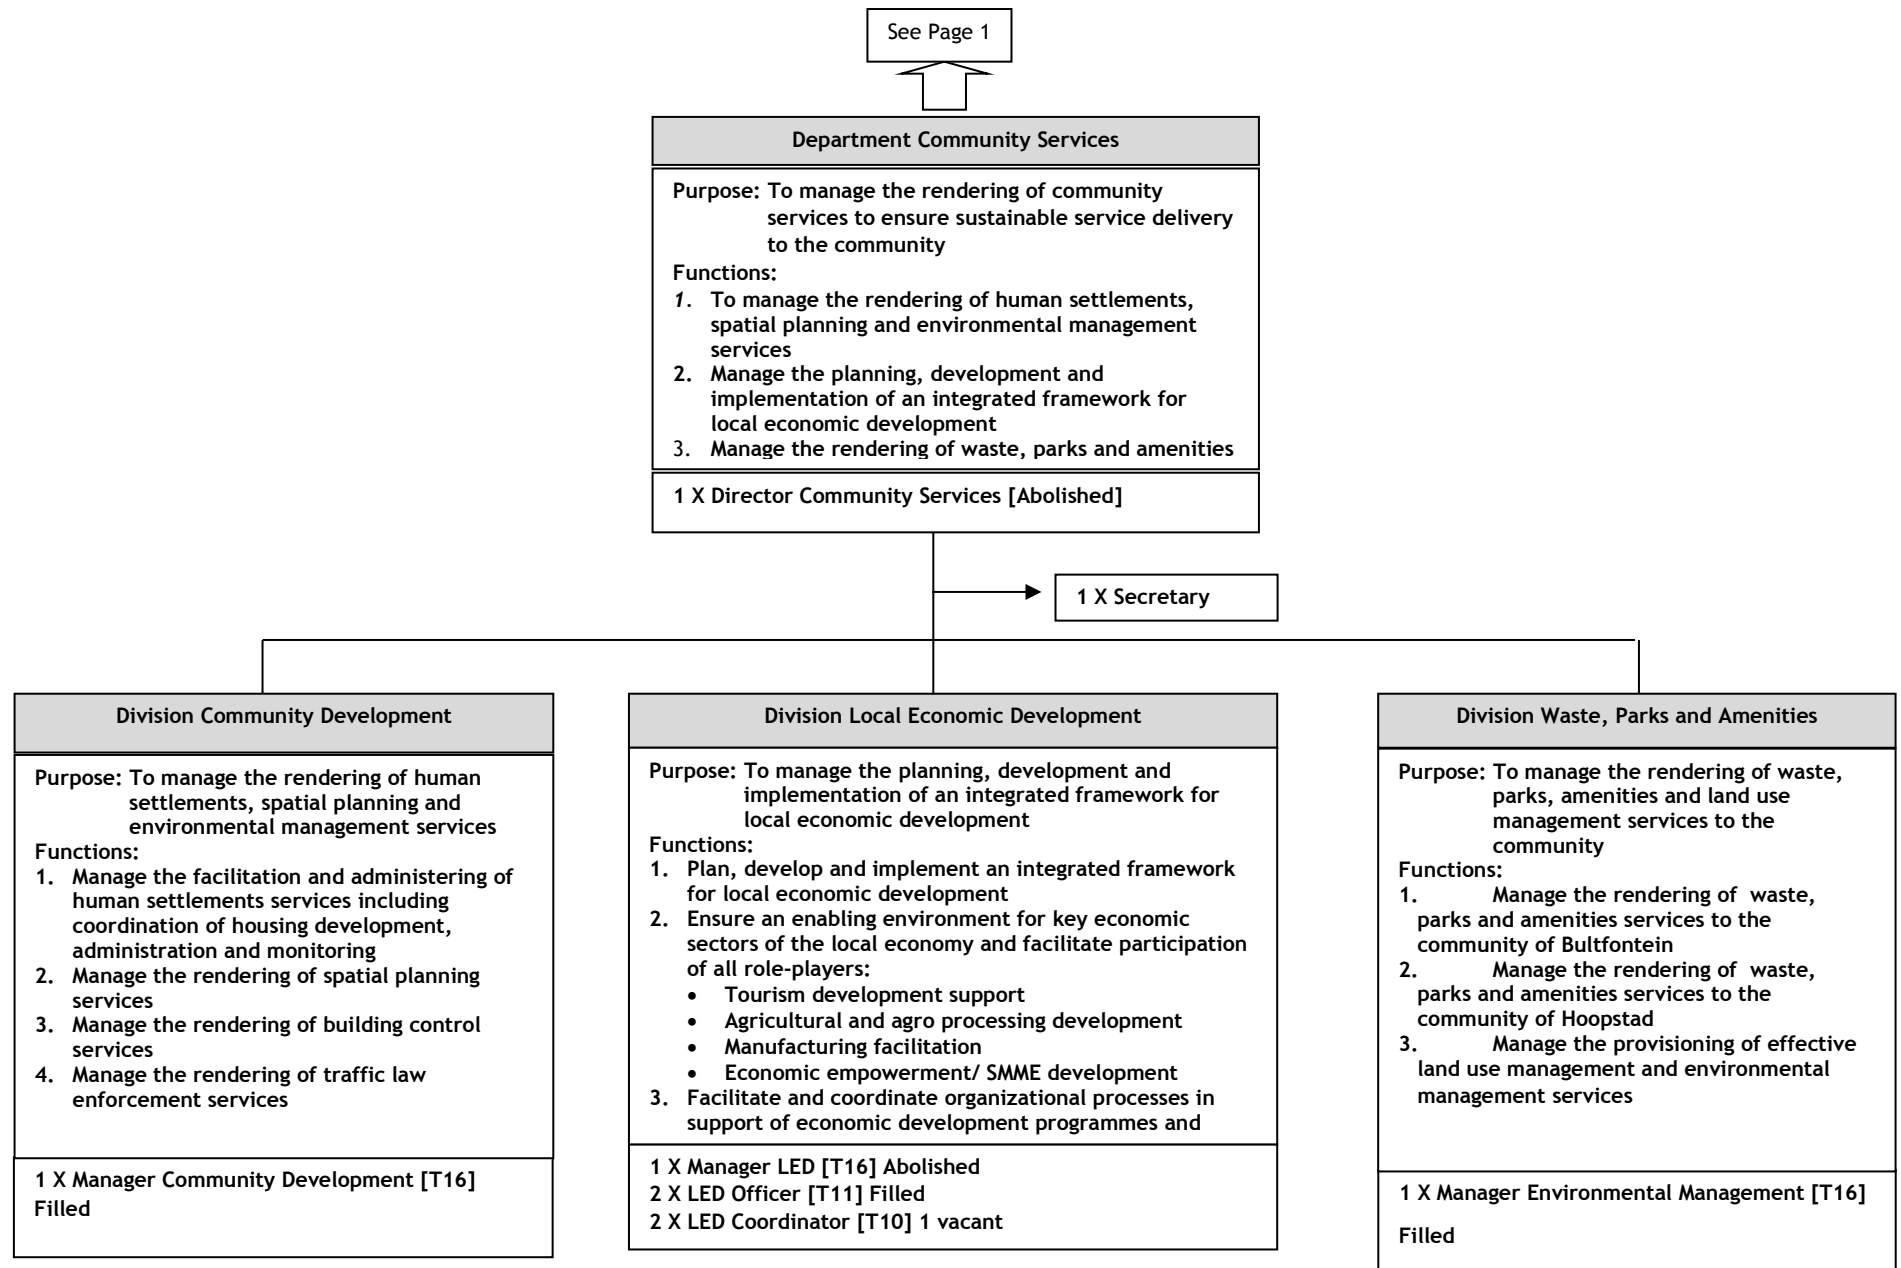 See Page 1
Department Community Services
Purpose: To manage the rendering of community
services to ensure sustainable service delivery
to the community
Functions:
1. To manage the rendering of human settlements,
spatial planning and environmental management
services
2. Manage the planning, development and
implementation of an integrated framework for
local economic development
3. Manage the rendering of waste, parks and amenities
1 X Director Community Services [Abolished]
1 X Secretary
Division Community Development
Purpose: To manage the rendering of human
settlements, spatial planning and
environmental management services
Functions:
1. Manage the facilitation and administering of
human settlements services including
coordination of housing development,
administration and monitoring
2. Manage the rendering of spatial planning
services
3. Manage the rendering of building control
services
4. Manage the rendering of traffic law
enforcement services
1 X Manager Community Development [T16]
Filled
Division Local Economic Development
Purpose: To manage the planning, development and
implementation of an integrated framework for
local economic development
Functions:
1. Plan, develop and implement an integrated framework
for local economic development
2. Ensure an enabling environment for key economic
sectors of the local economy and facilitate participation
of all role-players:
• Tourism development support
• Agricultural and agro processing development
• Manufacturing facilitation
• Economic empowerment/ SMME development
3. Facilitate and coordinate organizational processes in
support of economic development programmes and
1 X Manager LED [T16] Abolished
2 X LED Officer [T11] Filled
2 X LED Coordinator [T10] 1 vacant
Division Waste, Parks and Amenities
Purpose: To manage the rendering of waste,
parks, amenities and land use
management services to the
community
Functions:
1. Manage the rendering of waste,
parks and amenities services to the
community of Bultfontein
2. Manage the rendering of waste,
parks and amenities services to the
community of Hoopstad
3. Manage the provisioning of effective
land use management and environmental
management services
1 X Manager Environmental Management [T16]
Filled